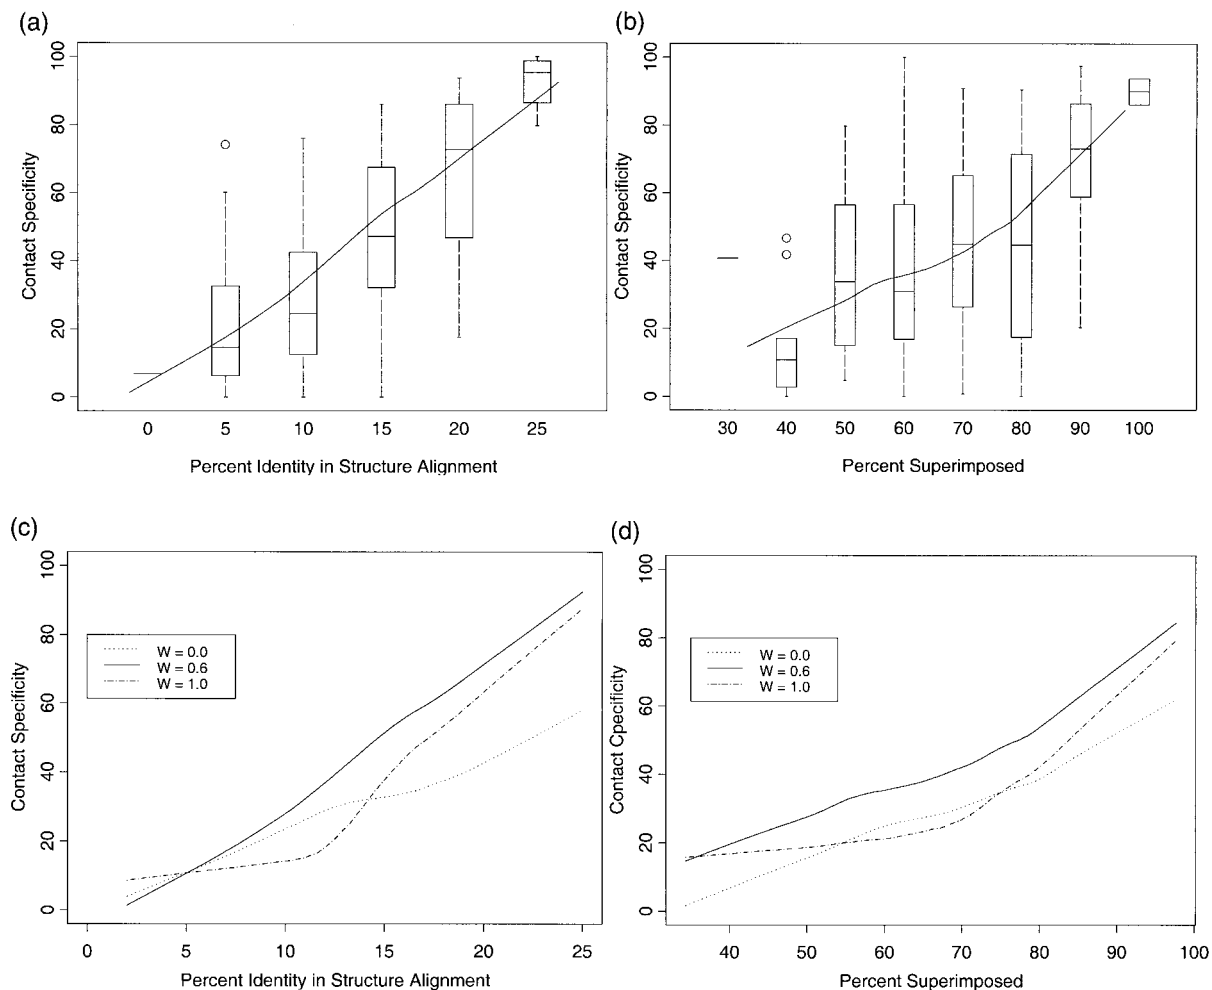 (a)
100
80
60
40
20
0
Contact Specificity
0 5 10 15 20 25
Percent Identity in Structure Alignment
(b)
100
80
60
40
20
0
Contact Specificity
30 40 50 60 70 80 90 100
Percent Superimposed
(c)
100
80
60
40
20
0
Contact Specificity
W = 0.0
W = 0.6
W = 1.0
0 5 10 15 20 25
Percent Identity in Structure Alignment
(d)
100
80
60
40
20
0
Contact Cpecificity
W = 0.0
W = 0.6
W = 1.0
40 50 60 70 80 90 100
Percent Superimposed